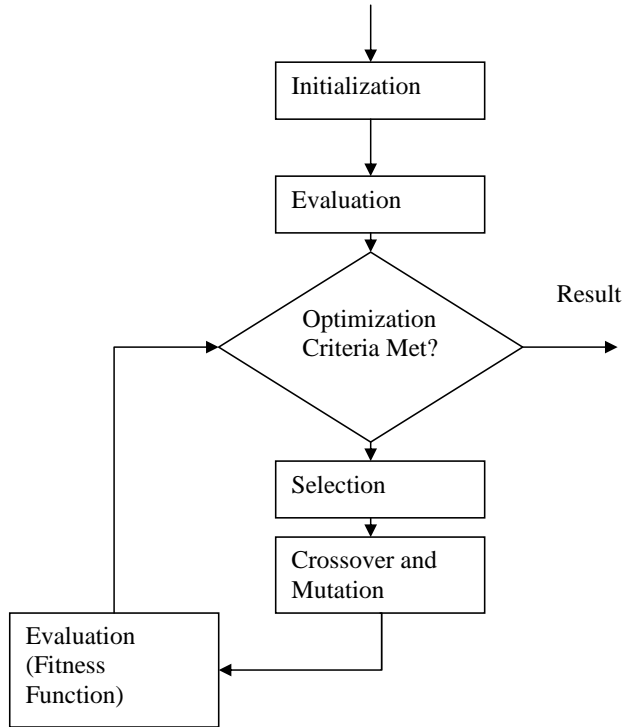 Initialization
Evaluation
Result
Optimization
Criteria Met?
Selection
Crossover and
Mutation
Evaluation
(Fitness
Function)